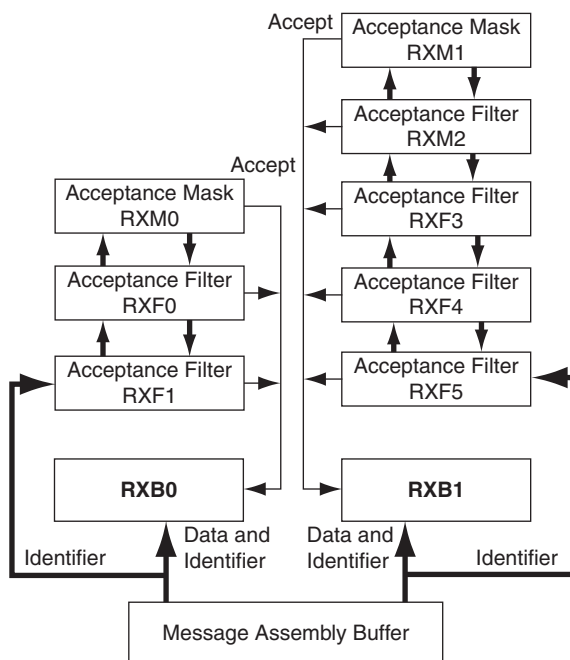 Accept
Acceptance Mask
RXM1
Acceptance Filter
RXM2
Accept
Acceptance Mask
RXM0
Acceptance Filter
RXF3
Acceptance Filter
RXF0
Acceptance Filter
RXF4
Acceptance Filter
RXF1
Acceptance Filter
RXF5
RXB0
RXB1
Identifier
Data and
Identifier
Data and
Identifier
Identifier
Message Assembly Buffer